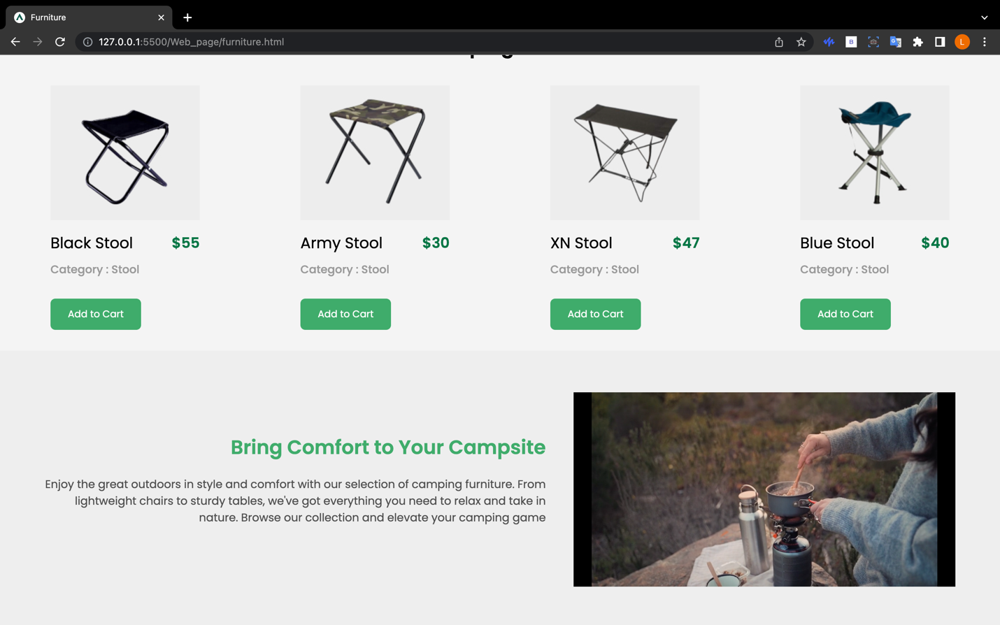 Furniture
127.0.0.1:5500/Web_page/furniture.html
B
L
Black Stool $55
Category : Stool
Add to Cart
Army Stool $30
Category : Stool
Add to Cart
XN Stool $47
Category : Stool
Add to Cart
Blue Stool $40
Category : Stool
Add to Cart
Bring Comfort to Your Campsite
Enjoy the great outdoors in style and comfort with our selection of camping furniture. From
lightweight chairs to sturdy tables, we've got everything you need to relax and take in
nature. Browse our collection and elevate your camping game